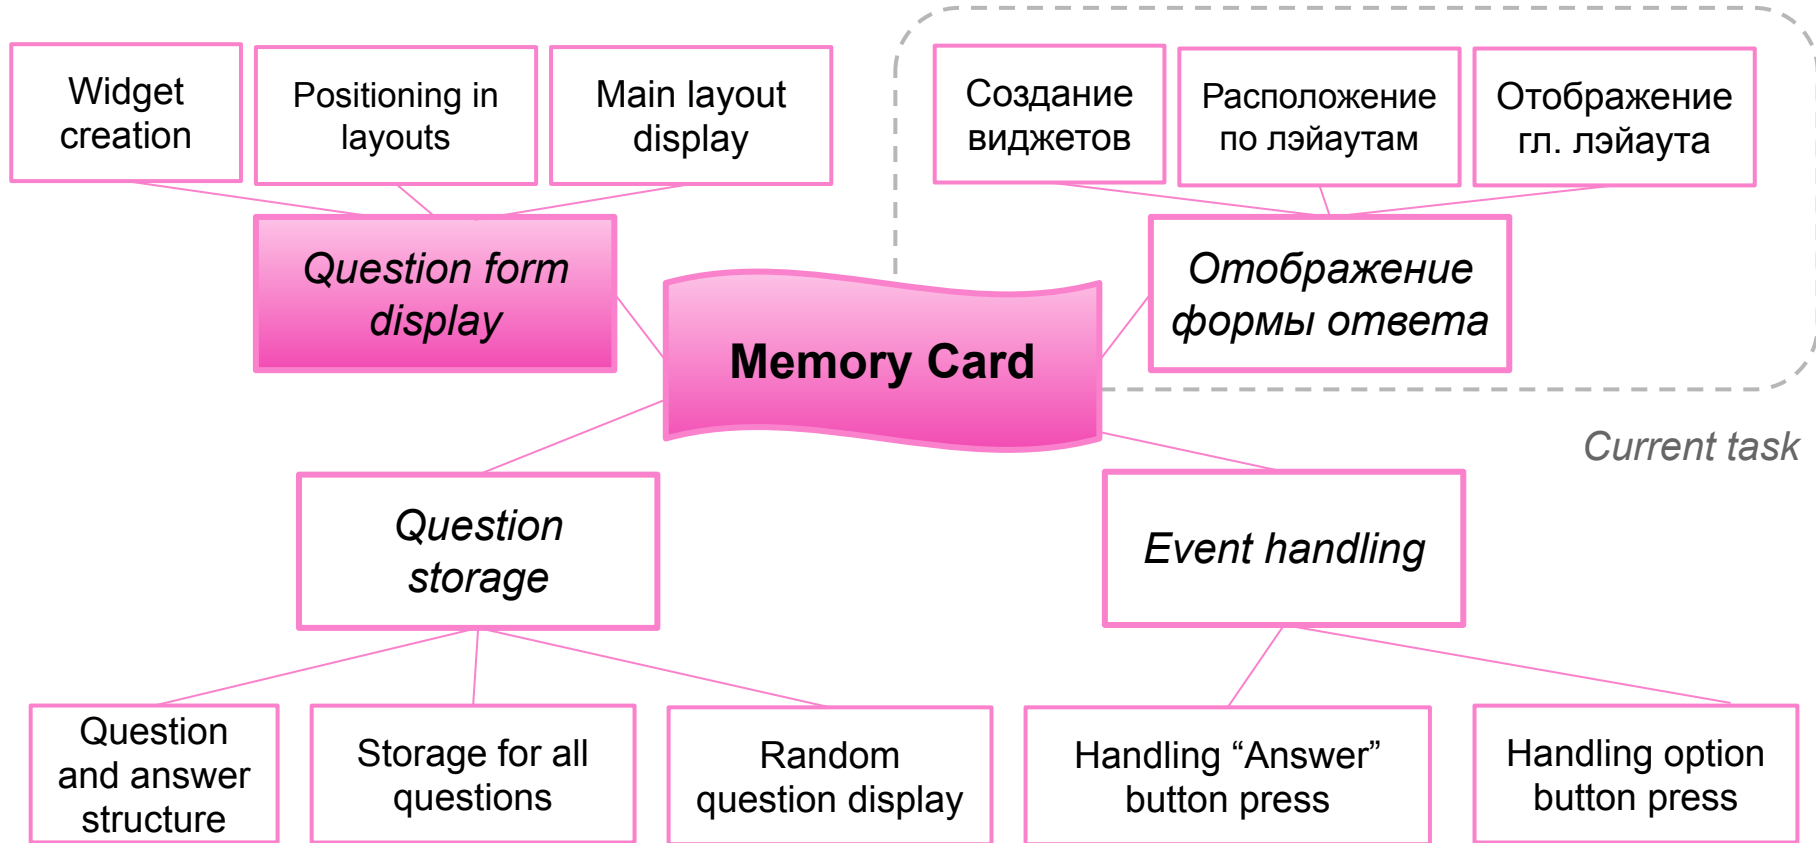 Widget
creation
Positioning in
layouts
Main layout
display
Создание
виджетов
Расположение
по лэйаутам
Отображение
гл. лэйаута
Question form
display
Memory Card
Отображение
формы ответа
Current task
Question
storage
Event handling
Question
and answer
structure
Storage for all
questions
Random
question display
Handling “Answer”
button press
Handling option
button press